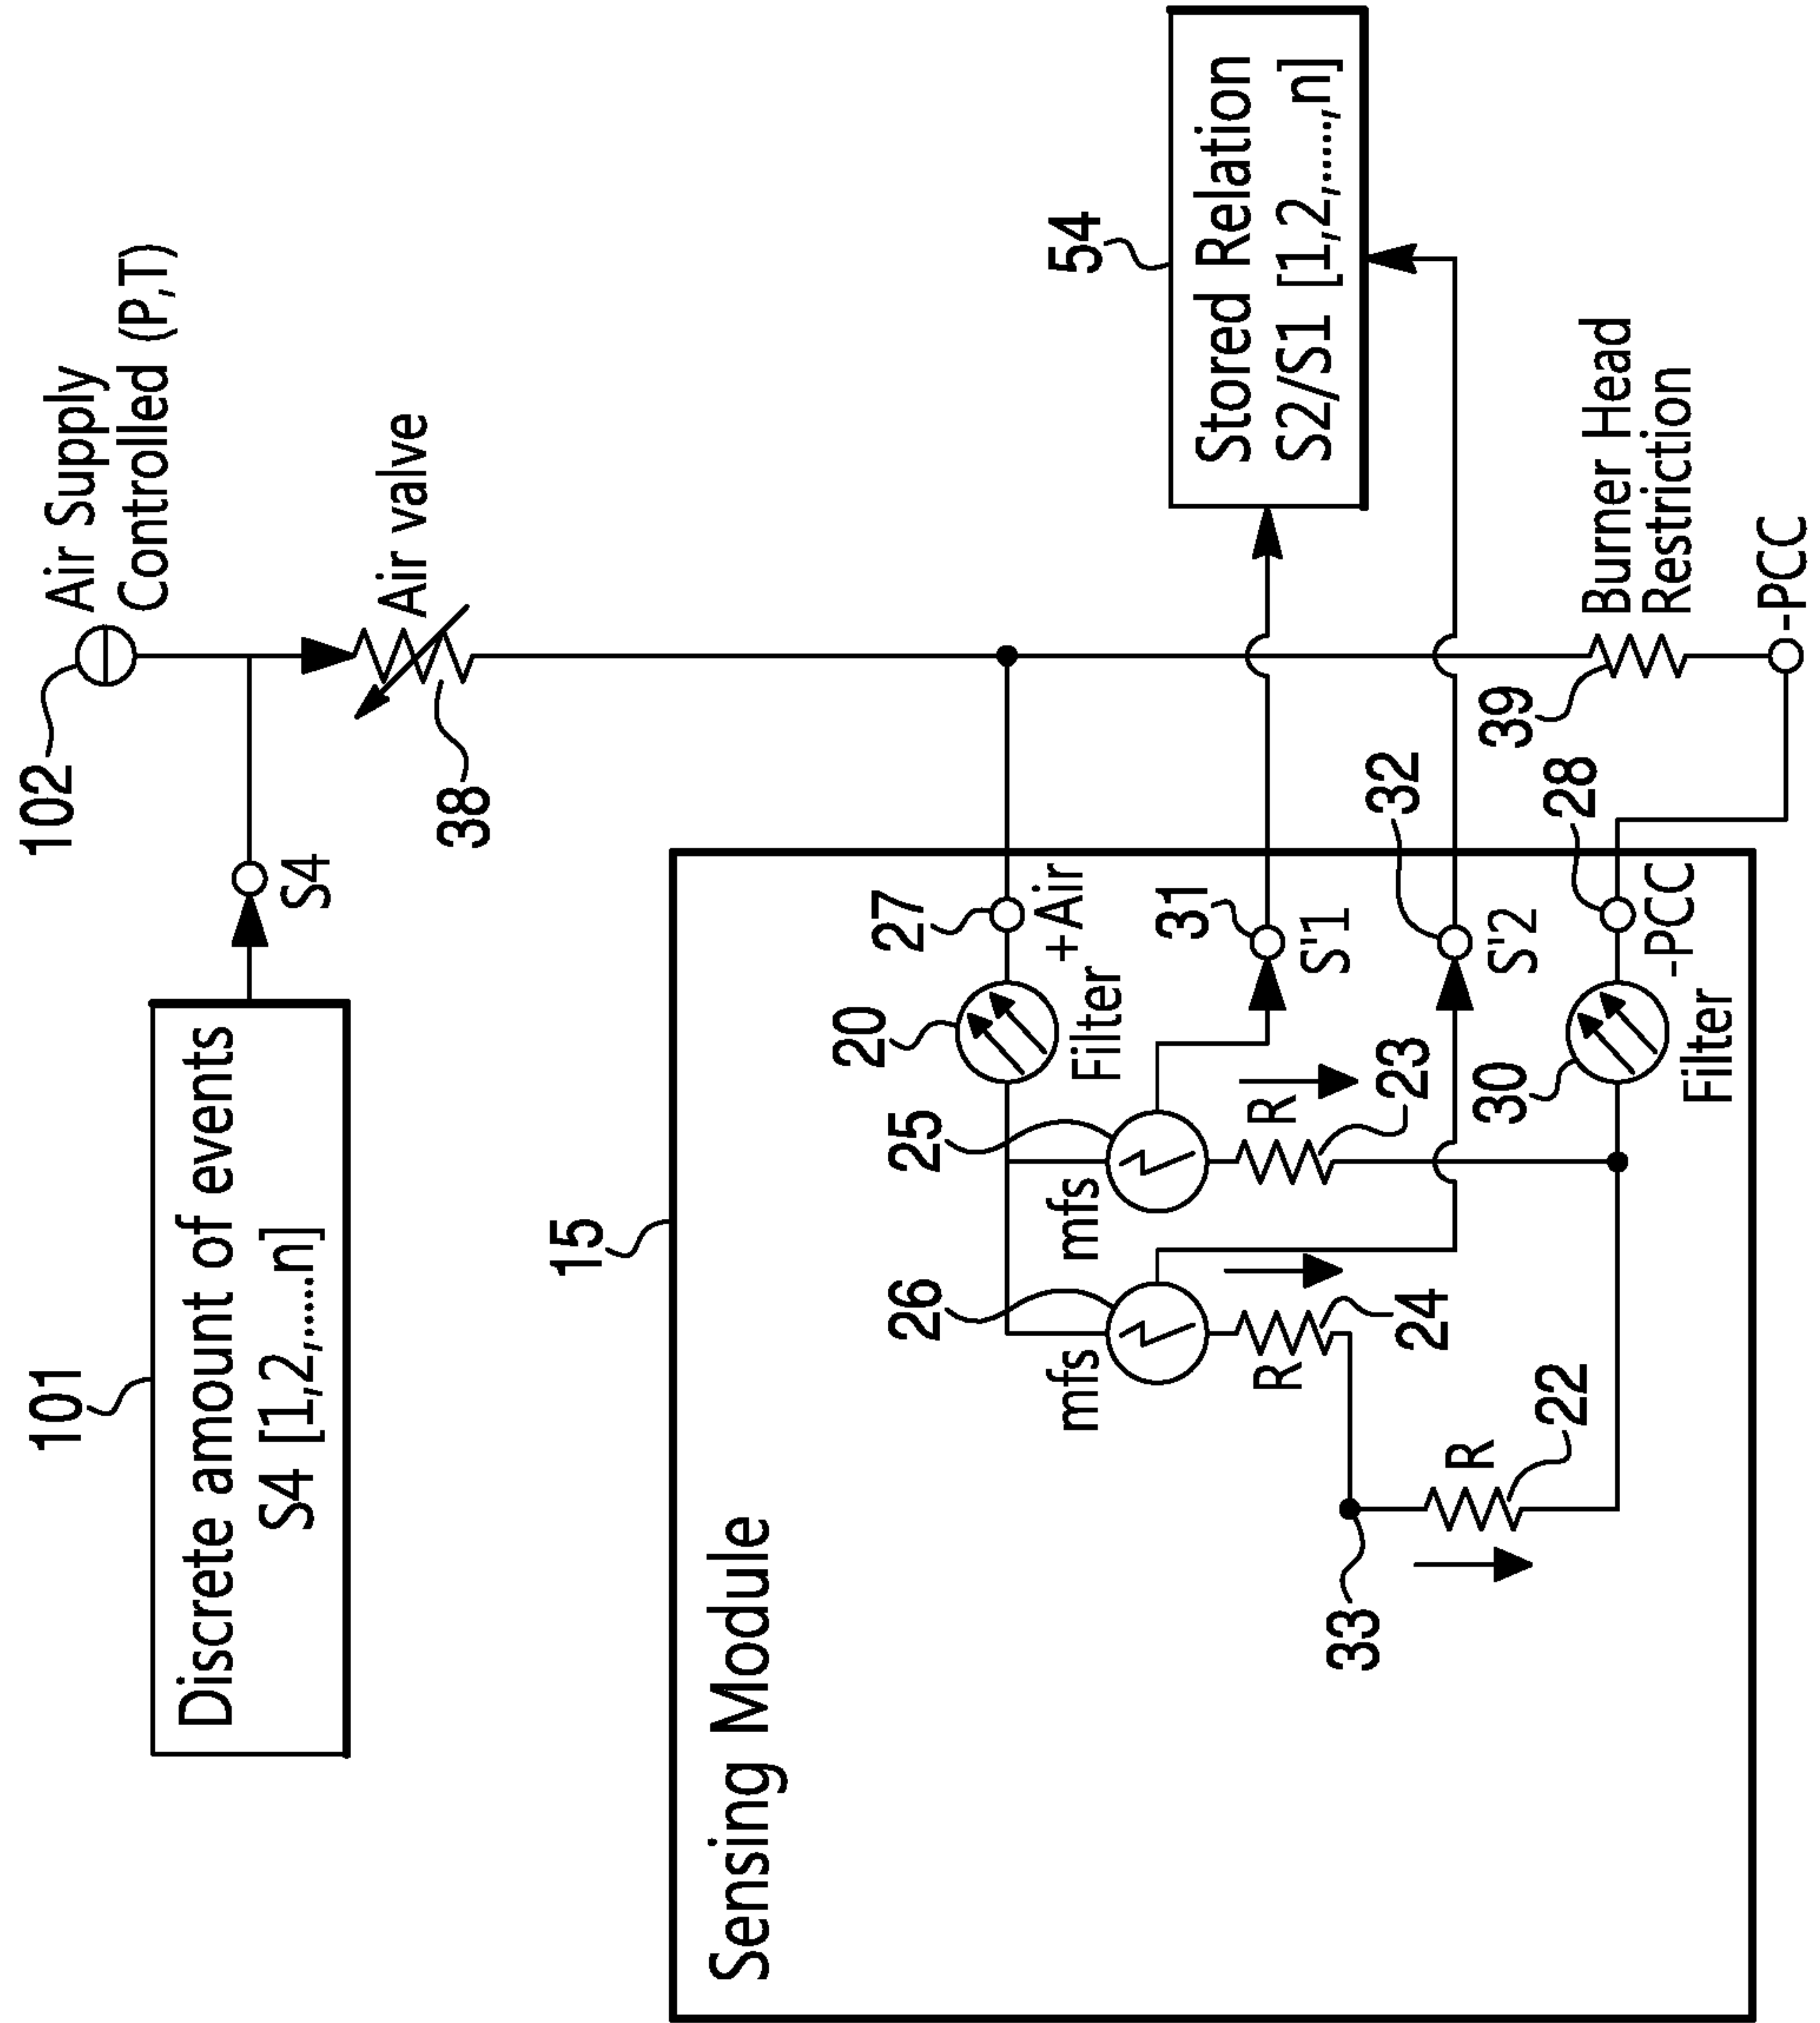 101
Discrete amount of events
S4 [1,2,.....n]
S4
102
Air Supply
Controlled (P,T)
Air valve
38
15
Sensing Module
20
Filter
27
+Air
26
mfs
25
mfs
R
24
R
23
31
S'1
32
S'2
33
R
22
30
Filter
28
-PCC
54
Stored Relation
S2/S1 [1,2,.....,n]
39
Burner Head
Restriction
-PCC